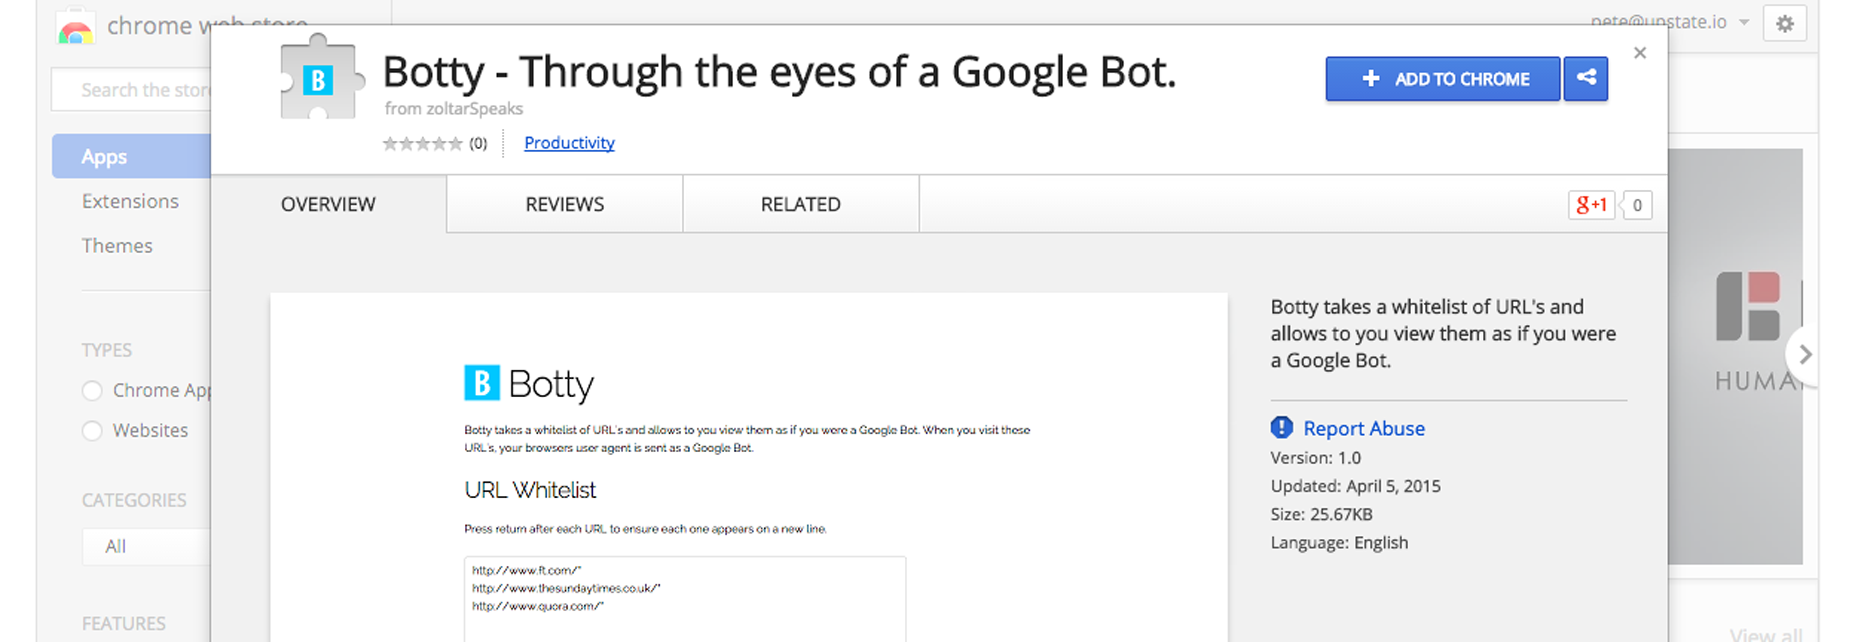 chrome web store
pete@upstate.io
Search the store
Apps
Extensions
Themes
TYPES
Chrome App
Websites
CATEGORIES
All
FEATURES
B
Botty - Through the eyes of a Google Bot.
from zoltarSpeaks
(0)
Productivity
+ ADD TO CHROME
OVERVIEW
REVIEWS
RELATED
g+1
0
B Botty
Botty takes a whitelist of URL's and allows to you view them as if you were a Google Bot. When you visit these
URL's, your browsers user agent is sent as a Google Bot.
URL Whitelist
Press return after each URL to ensure each one appears on a new line.
http://www.ft.com/*
http://www.thesundaytimes.co.uk/*
http://www.quora.com/*
Botty takes a whitelist of URL's and
allows to you view them as if you were
a Google Bot.
Report Abuse
Version: 1.0
Updated: April 5, 2015
Size: 25.67KB
Language: English
HUMA
View all